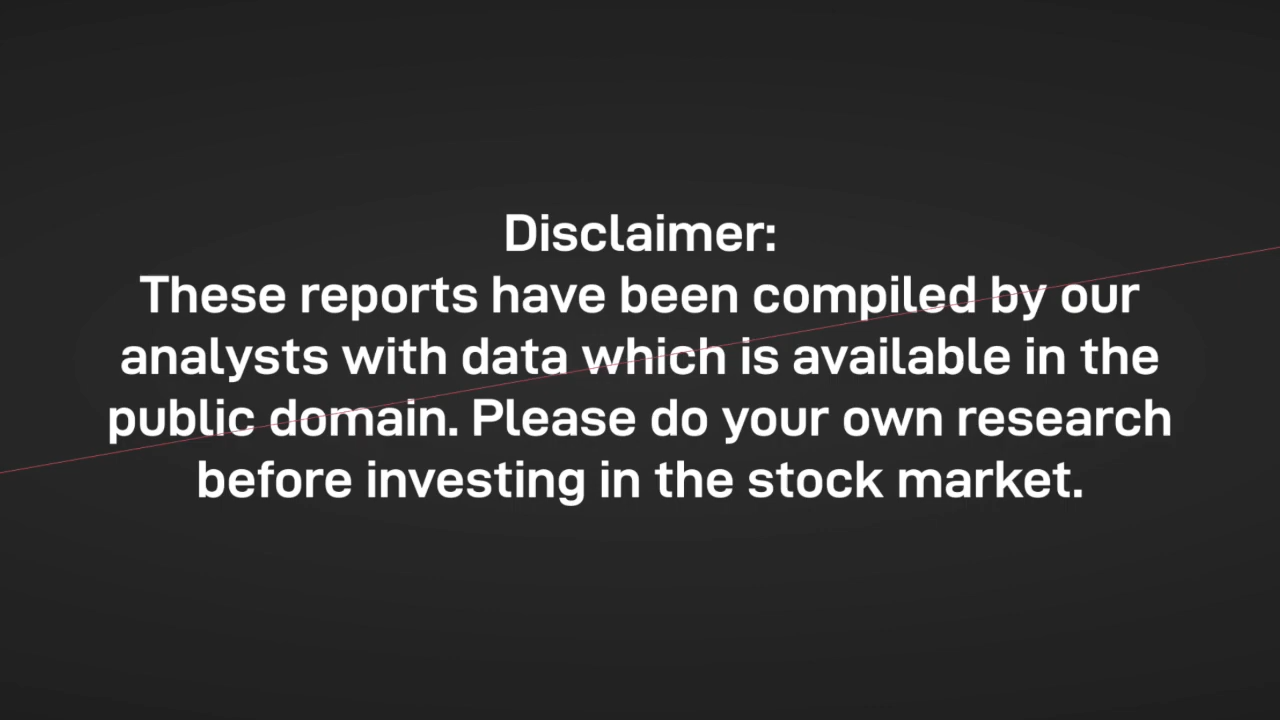 Disclaimer:
These reports have been compiled by our
analysts with data which is available in the
public domain. Please do your own research
before investing in the stock market.